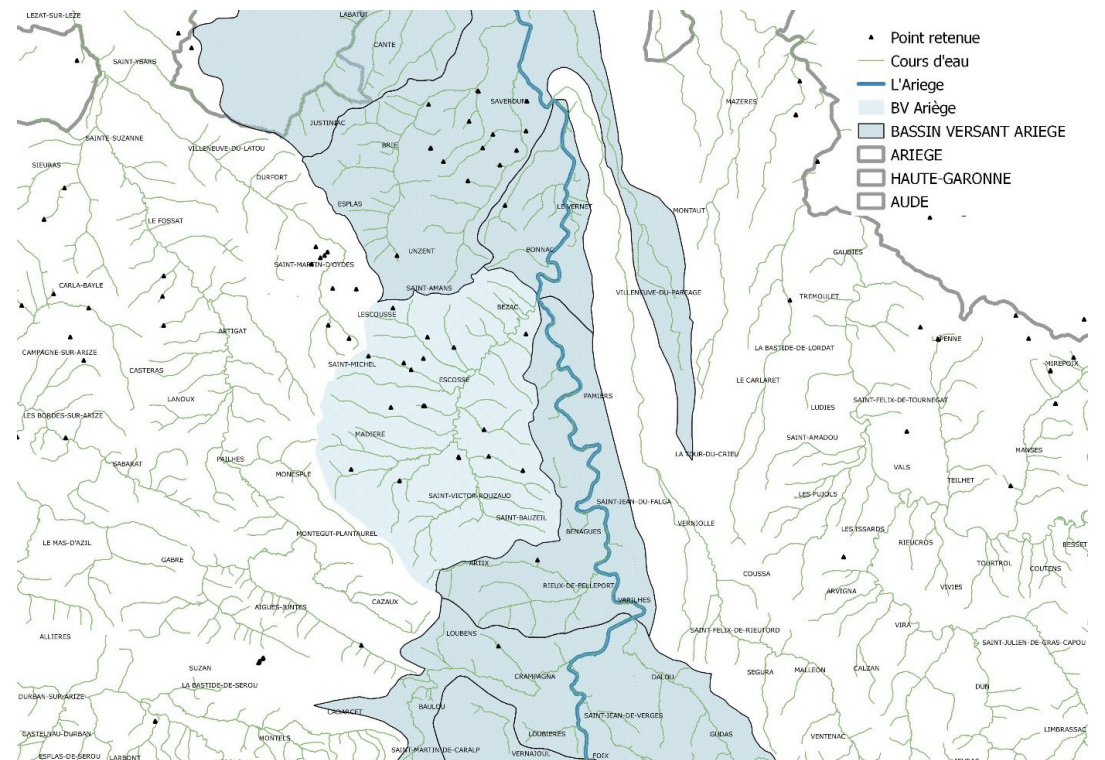 LEZAT-SUR-LEZE
LABATUT
CANTE
SAINT-YBARS
SAVERDUN
MAZERES
JUSTINIAC
BRIE
SAINTE-SUZANNE
VILLENEUVE-DU-LATOU
SIEURAS
DURFORT
ESPLAS
LE VERNET
MONTAUT
LE FOSSAT
UNZENT
BONNAC
GAUDIES
SAINT-MARTIN-D'OYDES
CARLA-BAYLE
SAINT-AMANS
VILLENEUVE-DU-PAREAGE
TREMOULET
LESCOUSSE
BEZAC
ARTIGAT
LAPENNE
CAMPAGNE-SUR-ARIZE
SAINT-MICHEL
LA BASTIDE-DE-LORDAT
MIREPOIX
CASTERAS
ESCOSSE
LE CARLARET
LANOUX
PAMIERS
LUDIES
SAINT-FELIX-DE-TOURNEGAT
LES BORDES-SUR-ARIZE
MADIERE
SAINT-AMADOU
SABARAT
PAILHES
LA TOUR-DU-CRIEU
MANSES
MONESPLE
VALS
TEILHET
SAINT-VICTOR-ROUZAUD
SAINT-JEAN-DU-FALGA
LES PUJOLS
SAINT-BAUZEIL
VERNIOLLE
LE MAS-D'AZIL
MONTEGUT-PLANTAUREL
BENAGUES
LES ISSARDS
RIEUCROS
BESSET
GABRE
ARTIX
TOURTROL
COUTENS
COUSSA
RIEUX-DE-PELLEPORT
ARVIGNA
VIVIES
CAZAUX
VARILHES
AIGUES-JUNTES
ALLIERES
LOUBENS
SAINT-FELIX-DE-RIEUTORD
VIRA
SAINT-JULIEN-DE-GRAS-CAPOU
SUZAN
CRAMPAGNA
DALOU
SEGURA
MALLEON
CALZAN
LA BASTIDE-DE-SEROU
DURBAN-SUR-ARIZE
CADARCET
BAULOU
SAINT-JEAN-DE-VERGES
DUN
CASTELNAU-DURBAN
MONTELS
LOUBIERES
GUDAS
VENTENAC
LIMBRASSAC
ESPLAS-DE-SEROU
LARBONT
SAINT-MARTIN-DE-CARALP
VERNAJOUL
FOIX
Point retenue
Cours d'eau
L'Ariege
BV Ariège
BASSIN VERSANT ARIEGE
ARIEGE
HAUTE-GARONNE
AUDE